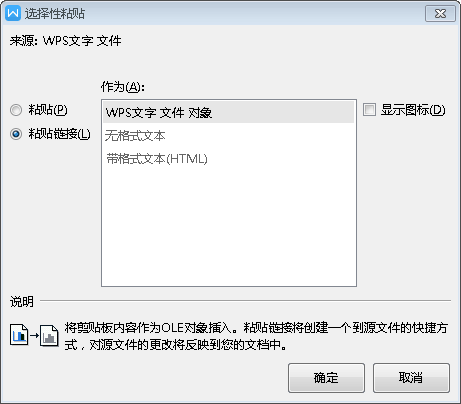 选择性粘贴
来源: WPS文字 文件
作为(A):
粘贴(P)
粘贴链接(L)
WPS文字 文件 对象
无格式文本
带格式文本(HTML)
显示图标(D)
说明
将剪贴板内容作为OLE对象插入。粘贴链接将创建一个到源文件的快捷方
式，对源文件的更改将反映到您的文档中。
确定
取消